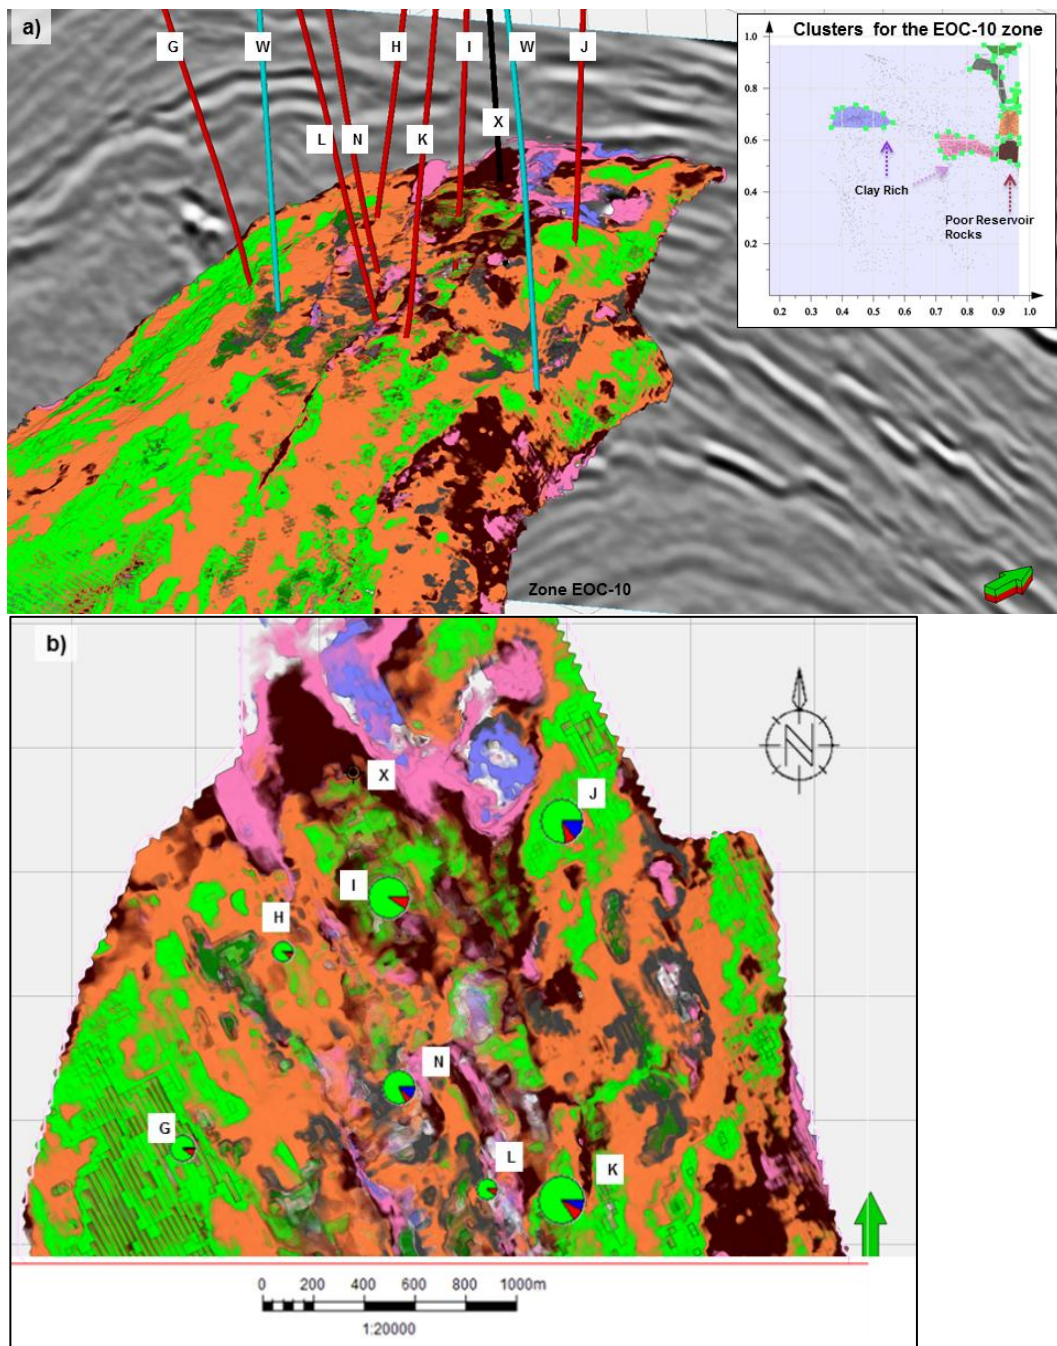 a)
G
W
H
I
W
J
L
N
K
X
Clusters for the EOC-10 zone
1.0
0.8
0.6
0.4
0.2
Clay Rich
Poor Reservoir
Rocks
0.2 0.3 0.4 0.5 0.6 0.7 0.8 0.9 1.0
Zone EOC-10
b)
N
X
J
I
H
N
G
L
K
0 200 400 600 800 1000m
1:20000